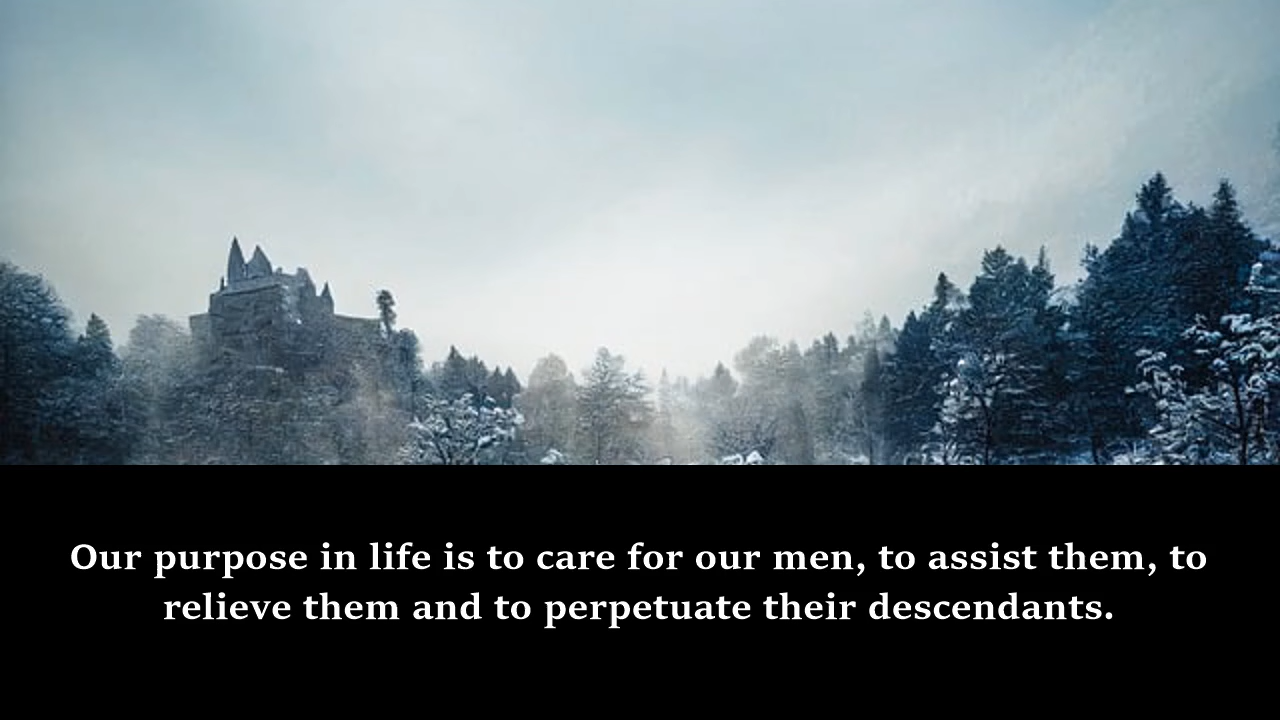 Our purpose in life is to care for our men, to assist them, to
relieve them and to perpetuate their descendants.